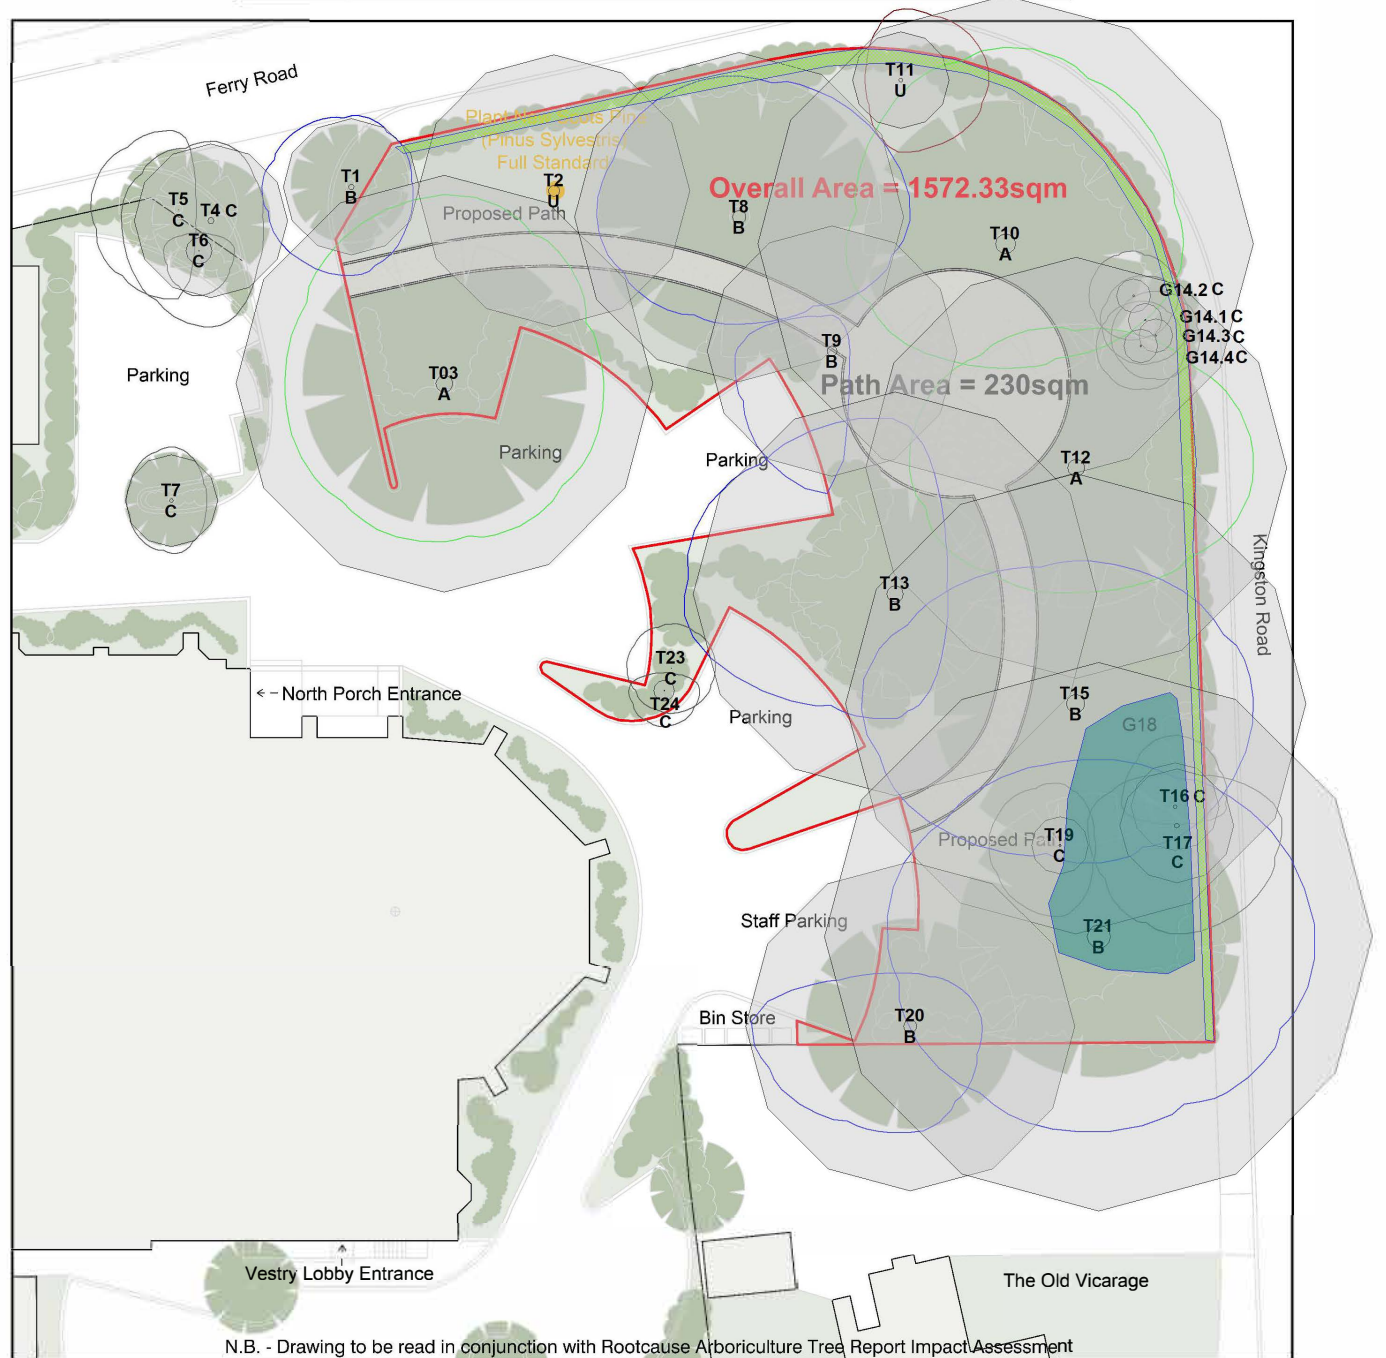 Ferry Road
T11
U
Plant New Scots Pine
(Pinus Sylvestris)
Full Standard
T1
B
T2
U
Overall Area = 1572.33sqm
T5
C
T4 C
T6
C
Proposed Path
T8
B
T10
A
G14.2 C
G14.1 C
G14.3 C
G14.4 C
T9
B
Parking
T03
A
Path Area = 230sqm
Parking
Parking
T12
A
T7
C
Kingston Road
T13
B
T23
C
T24
C
North Porch Entrance
Parking
T15
B
G18
T16 C
T17
C
Proposed Path
T19
C
Staff Parking
T21
B
Bin Store
T20
B
Vestry Lobby Entrance
The Old Vicarage
N.B. - Drawing to be read in conjunction with Rootcause Arboriculture Tree Report Impact Assessment